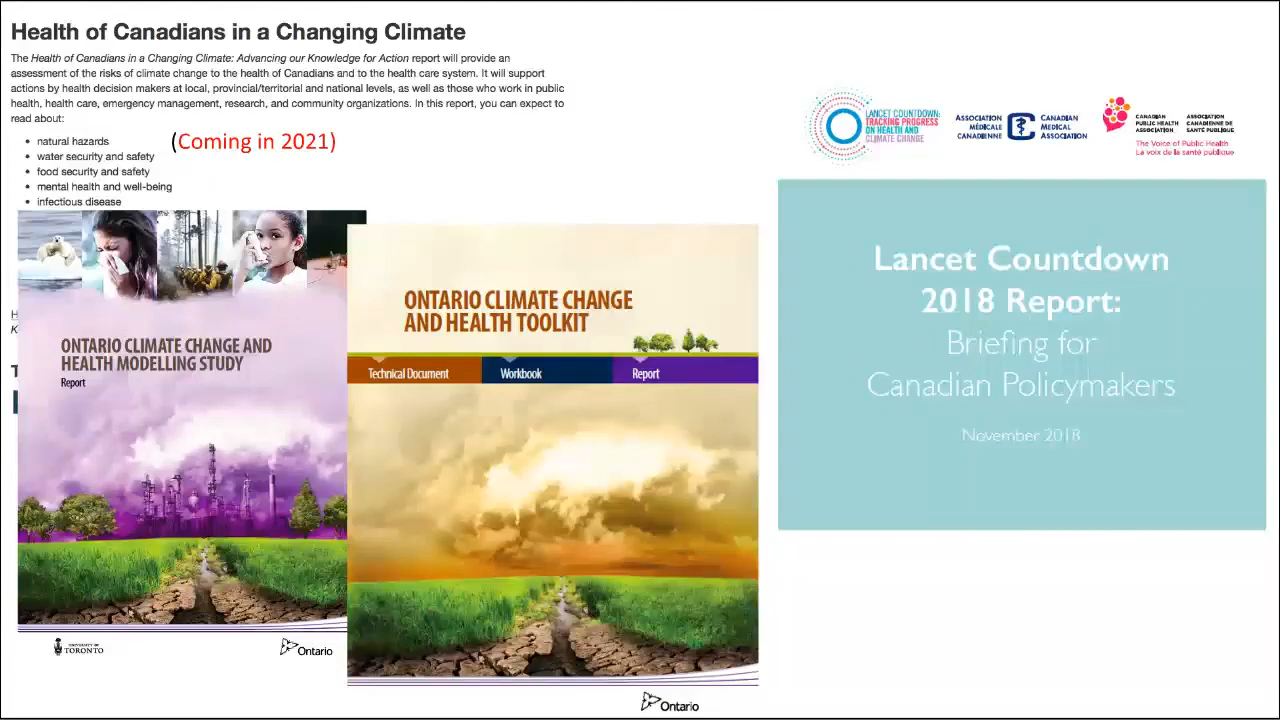 Health of Canadians in a Changing Climate
The Health of Canadians in a Changing Climate: Advancing our Knowledge for Action report will provide an
assessment of the risks of climate change to the health of Canadians and to the health care system. It will support
actions by health decision makers at local, provincial/territorial and national levels, as well as those who work in public
health, health care, emergency management, research, and community organizations. In this report, you can expect to
read about:
• natural hazards
(Coming in 2021)
• water security and safety
• food security and safety
• mental health and well-being
• infectious disease
ONTARIO CLIMATE CHANGE AND
HEALTH MODELLING STUDY
Report
UNIVERSITY OF
TORONTO
Ontario
ONTARIO CLIMATE CHANGE
AND HEALTH TOOLKIT
Technical Document
Workbook
Report
Ontario
LANCET COUNTDOWN:
TRACKING PROGRESS
ON HEALTH AND
CLIMATE CHANGE
ASSOCIATION
MÉDICALE
CANADIENNE
CANADIAN
MEDICAL
ASSOCIATION
CANADIAN
PUBLIC HEALTH
ASSOCIATION
ASSOCIATION
CANADIENNE DE
SANTÉ PUBLIQUE
The Voice of Public Health
La voix de la santé publique
Lancet Countdown
2018 Report:
Briefing for
Canadian Policymakers
November 2018